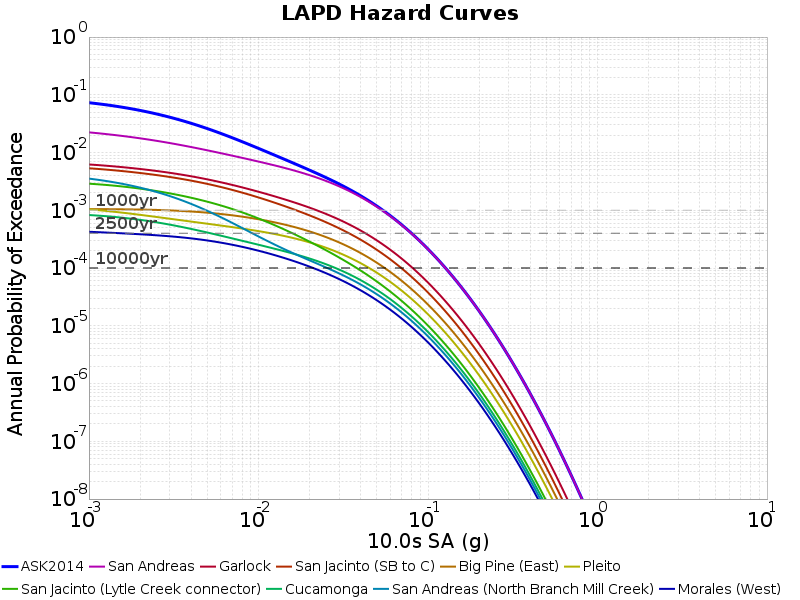 LAPD Hazard Curves
Annual Probability of Exceedance
10^0
10^-1
10^-2
10^-3
10^-4
10^-5
10^-6
10^-7
10^-8
1000yr
2500yr
10000yr
10^-3 10^-2 10^-1 10^0 10^1
10.0s SA (g)
ASK2014 San Andreas Garlock San Jacinto (SB to C) Big Pine (East) Pleito
San Jacinto (Lytle Creek connector) Cucamonga San Andreas (North Branch Mill Creek) Morales (West)